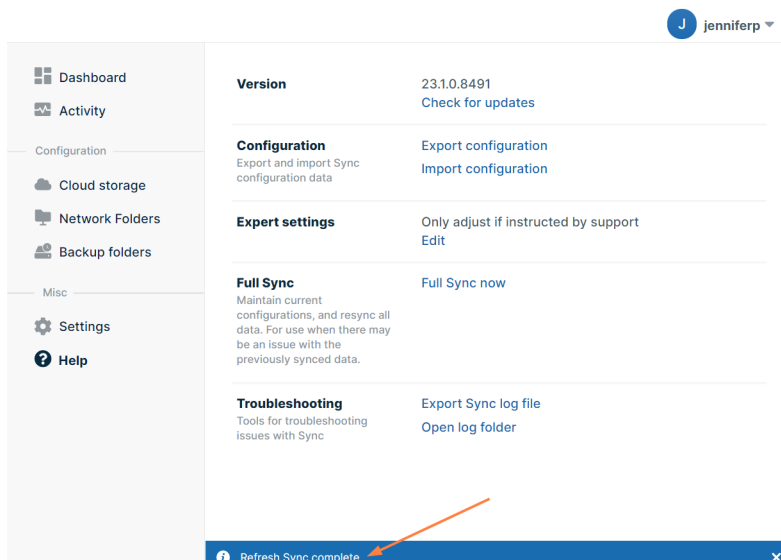 J jenniferp
Dashboard
Activity
Configuration
Cloud storage
Network Folders
Backup folders
Misc
Settings
Help
Version
23.1.0.8491
Check for updates
Configuration
Export and import Sync
configuration data
Export configuration
Import configuration
Expert settings
Only adjust if instructed by support
Edit
Full Sync
Maintain current
configurations, and resync all
data. For use when there may
be an issue with the
previously synced data.
Full Sync now
Troubleshooting
Tools for troubleshooting
issues with Sync
Export Sync log file
Open log folder
Refresh Sync complete